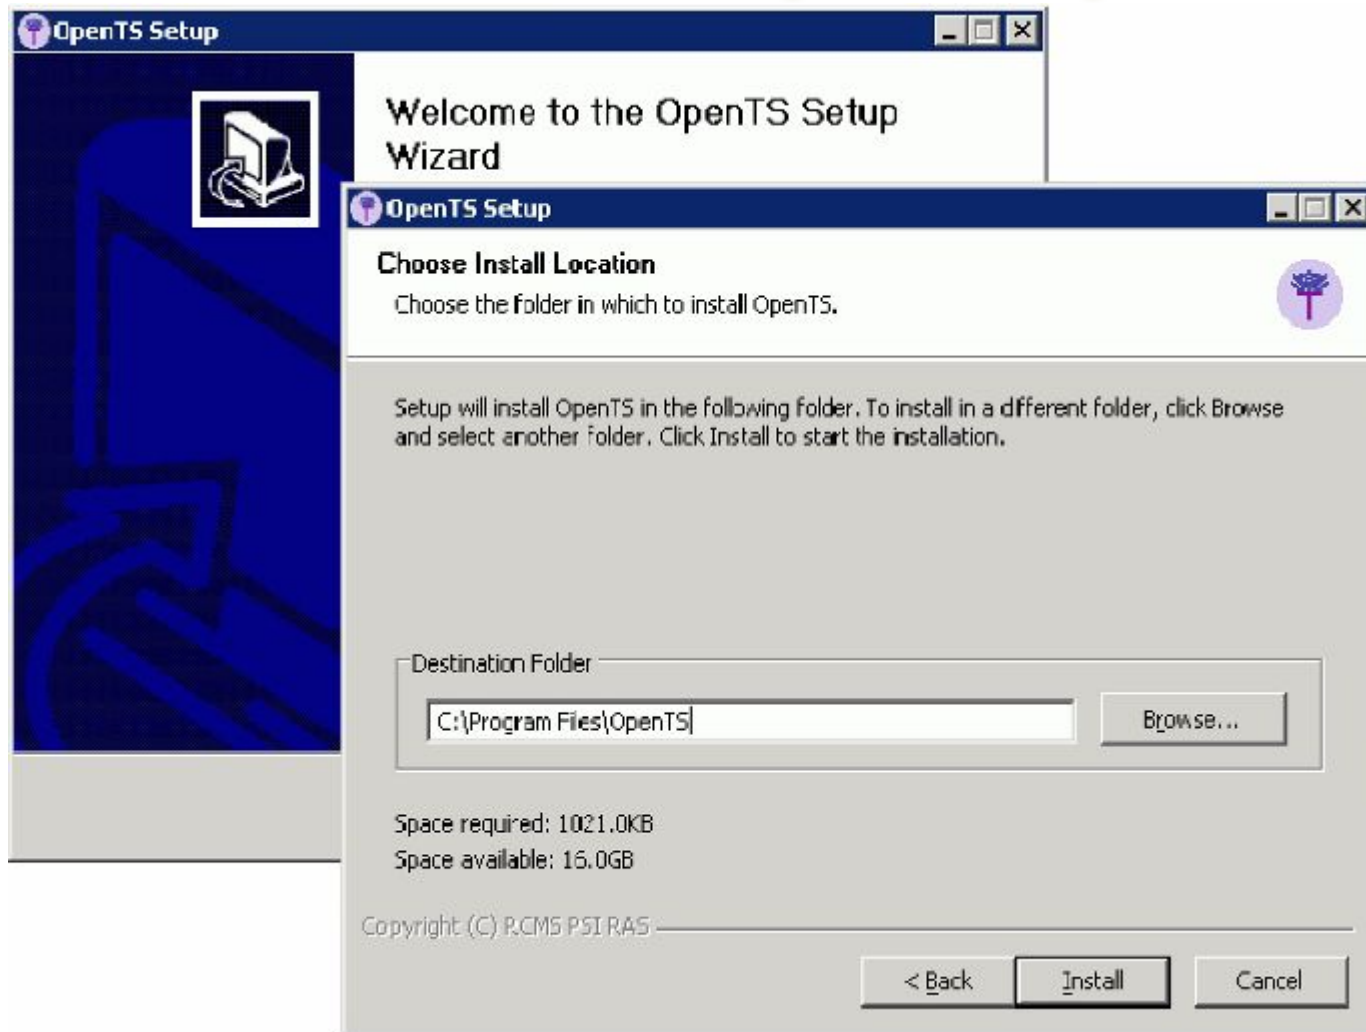 OpenTS Setup
Welcome to the OpenTS Setup
Wizard
OpenTS Setup
Choose Install Location
Choose the folder in which to install OpenTS.
Setup will install OpenTS in the following folder. To install in a different folder, click Browse
and select another folder. Click Install to start the installation.
Destination Folder
C:\Program Files\OpenTS
Browse...
Space required: 1021.0KB
Space available: 16.0GB
Copyright (C) RCMS PSI RAS
< Back
Install
Cancel